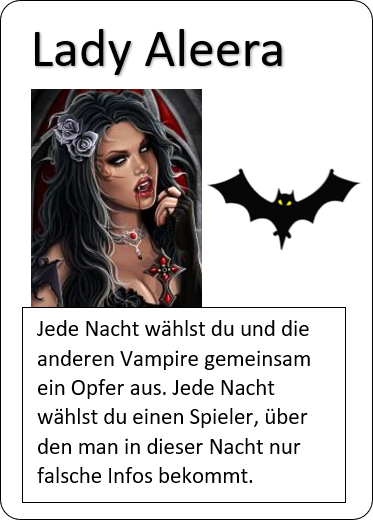 Lady Aleera
Jede Nacht wählst du und die
anderen Vampire gemeinsam
ein Opfer aus. Jede Nacht
wählst du einen Spieler, über
den man in dieser Nacht nur
falsche Infos bekommt.